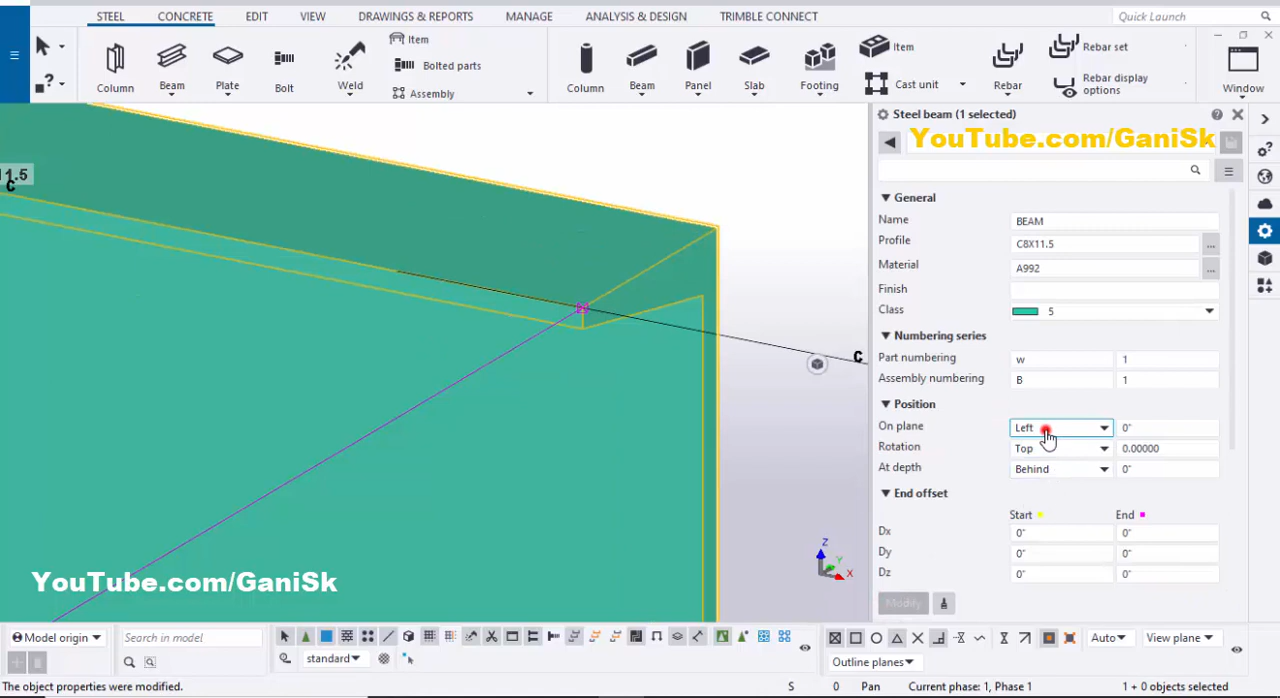 STEEL CONCRETE EDIT VIEW DRAWINGS & REPORTS MANAGE ANALYSIS & DESIGN TRIMBLE CONNECT Quick Launch
Column Beam Plate Bolt Weld Item Bolted parts Assembly
Column Beam Panel Slab Footing Item Cast unit Rebar Rebar set Rebar display options Window
Steel beam (1 selected)
YouTube.com/GaniSk
11.5
C
General
Name BEAM
Profile C8X11.5 ...
Material A992 ...
Finish
Class 5
Numbering series
Part numbering w 1
Assembly numbering B 1
Position
On plane Left 0"
Rotation Top 0.00000
At depth Behind 0"
End offset
Start End
Dx 0" 0"
Dy 0" 0"
Dz 0" 0"
Modify
C
Z
Y
X
YouTube.com/GaniSk
Model origin Search in model
standard
Auto View plane
Outline planes
The object properties were modified. S 0 Pan Current phase: 1, Phase 1 1 + 0 objects selected